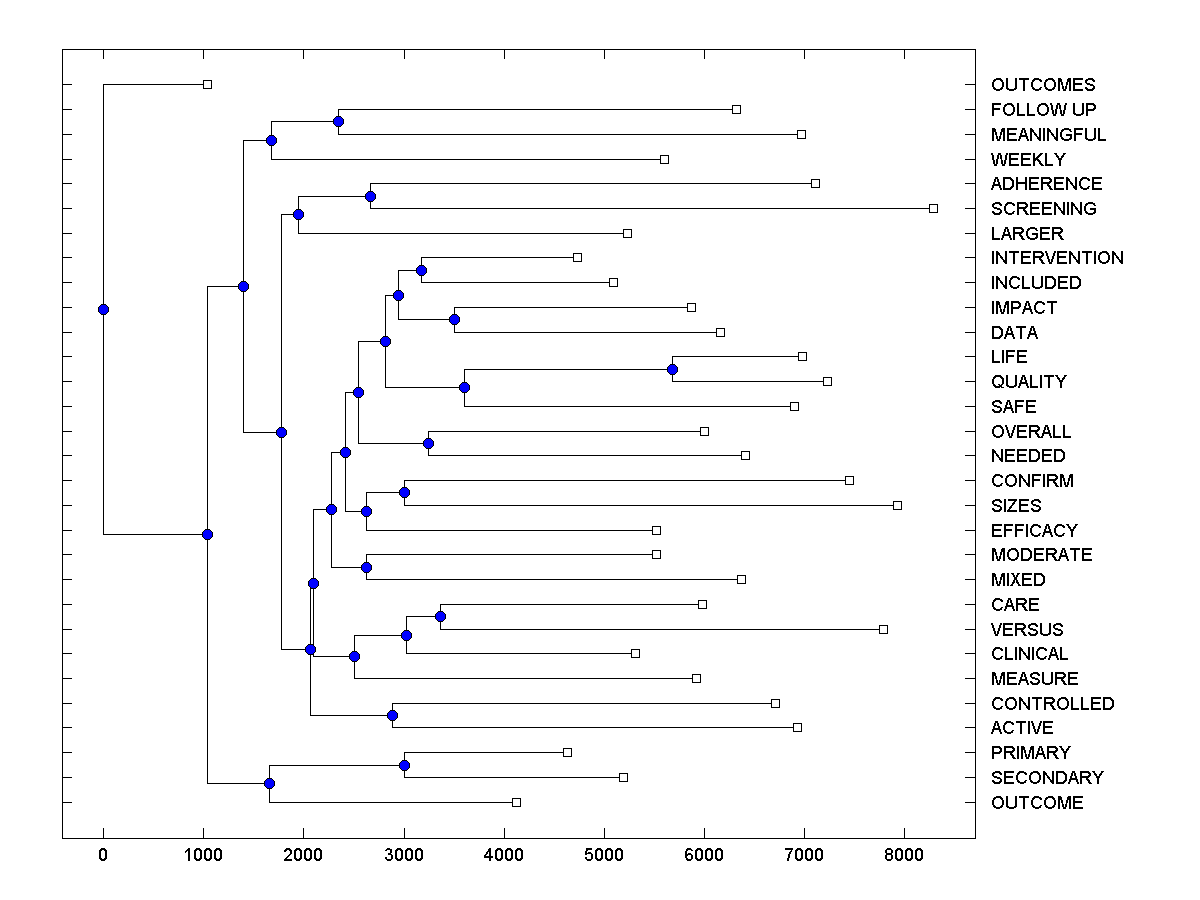 OUTCOMES
FOLLOW UP
MEANINGFUL
WEEKLY
ADHERENCE
SCREENING
LARGER
INTERVENTION
INCLUDED
IMPACT
DATA
LIFE
QUALITY
SAFE
OVERALL
NEEDED
CONFIRM
SIZES
EFFICACY
MODERATE
MIXED
CARE
VERSUS
CLINICAL
MEASURE
CONTROLLED
ACTIVE
PRIMARY
SECONDARY
OUTCOME
0 1000 2000 3000 4000 5000 6000 7000 8000